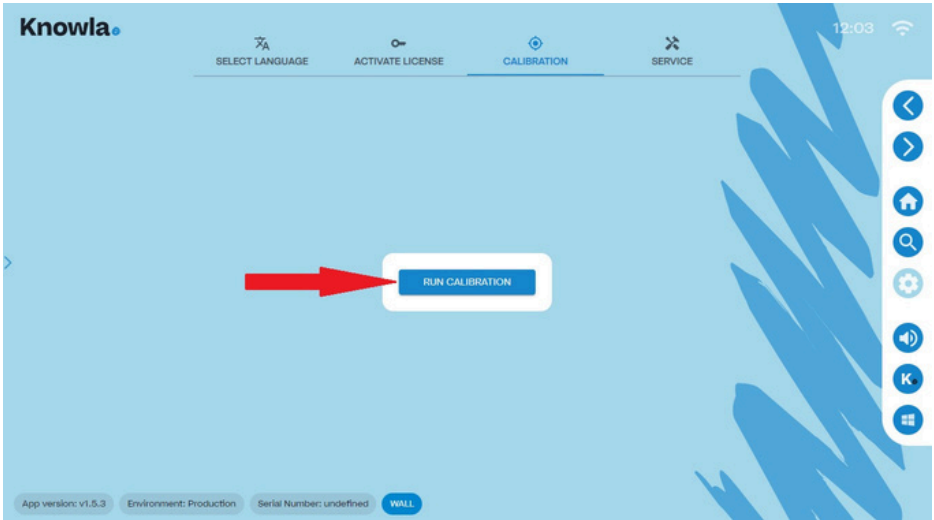 Knowla.
12:03
SELECT LANGUAGE
ACTIVATE LICENSE
CALIBRATION
SERVICE
RUN CALIBRATION
K.
App version: v1.5.3
Environment: Production
Serial Number: undefined
WALL